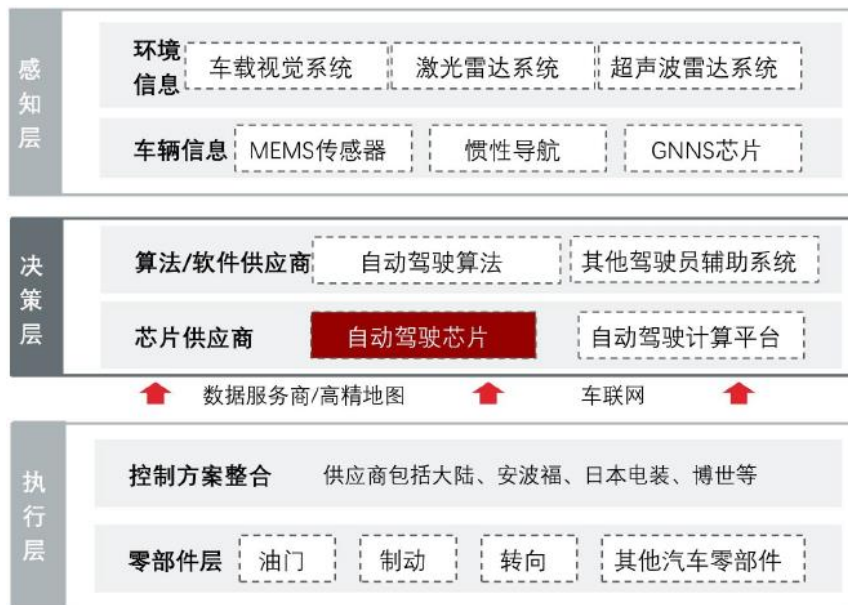 感知层
环境信息
车载视觉系统 激光雷达系统 超声波雷达系统
车辆信息 MEMS传感器 惯性导航 GNNS芯片
决策层
算法/软件供应商 自动驾驶算法 其他驾驶员辅助系统
芯片供应商 自动驾驶芯片 自动驾驶计算平台
数据服务商/高精地图 车联网
执行层
控制方案整合 供应商包括大陆、安波福、日本电装、博世等
零部件层 油门 制动 转向 其他汽车零部件